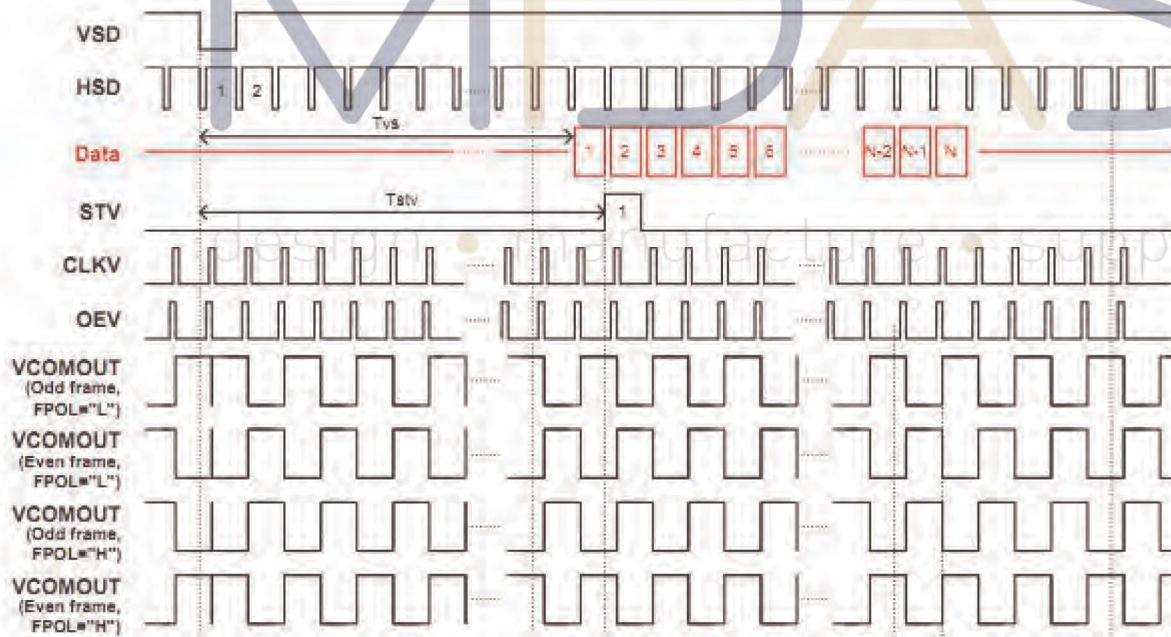 MIDAS
VSD
HSD 1 2
Tvs
Data 1 2 3 4 5 6 N-2 N-1 N
STV Tstv 1
design • manufacture • supp
CLKV
OEV
VCOMOUT
(Odd frame,
FPOL="L")
VCOMOUT
(Even frame,
FPOL="L")
VCOMOUT
(Odd frame,
FPOL="H")
VCOMOUT
(Even frame,
FPOL="H")